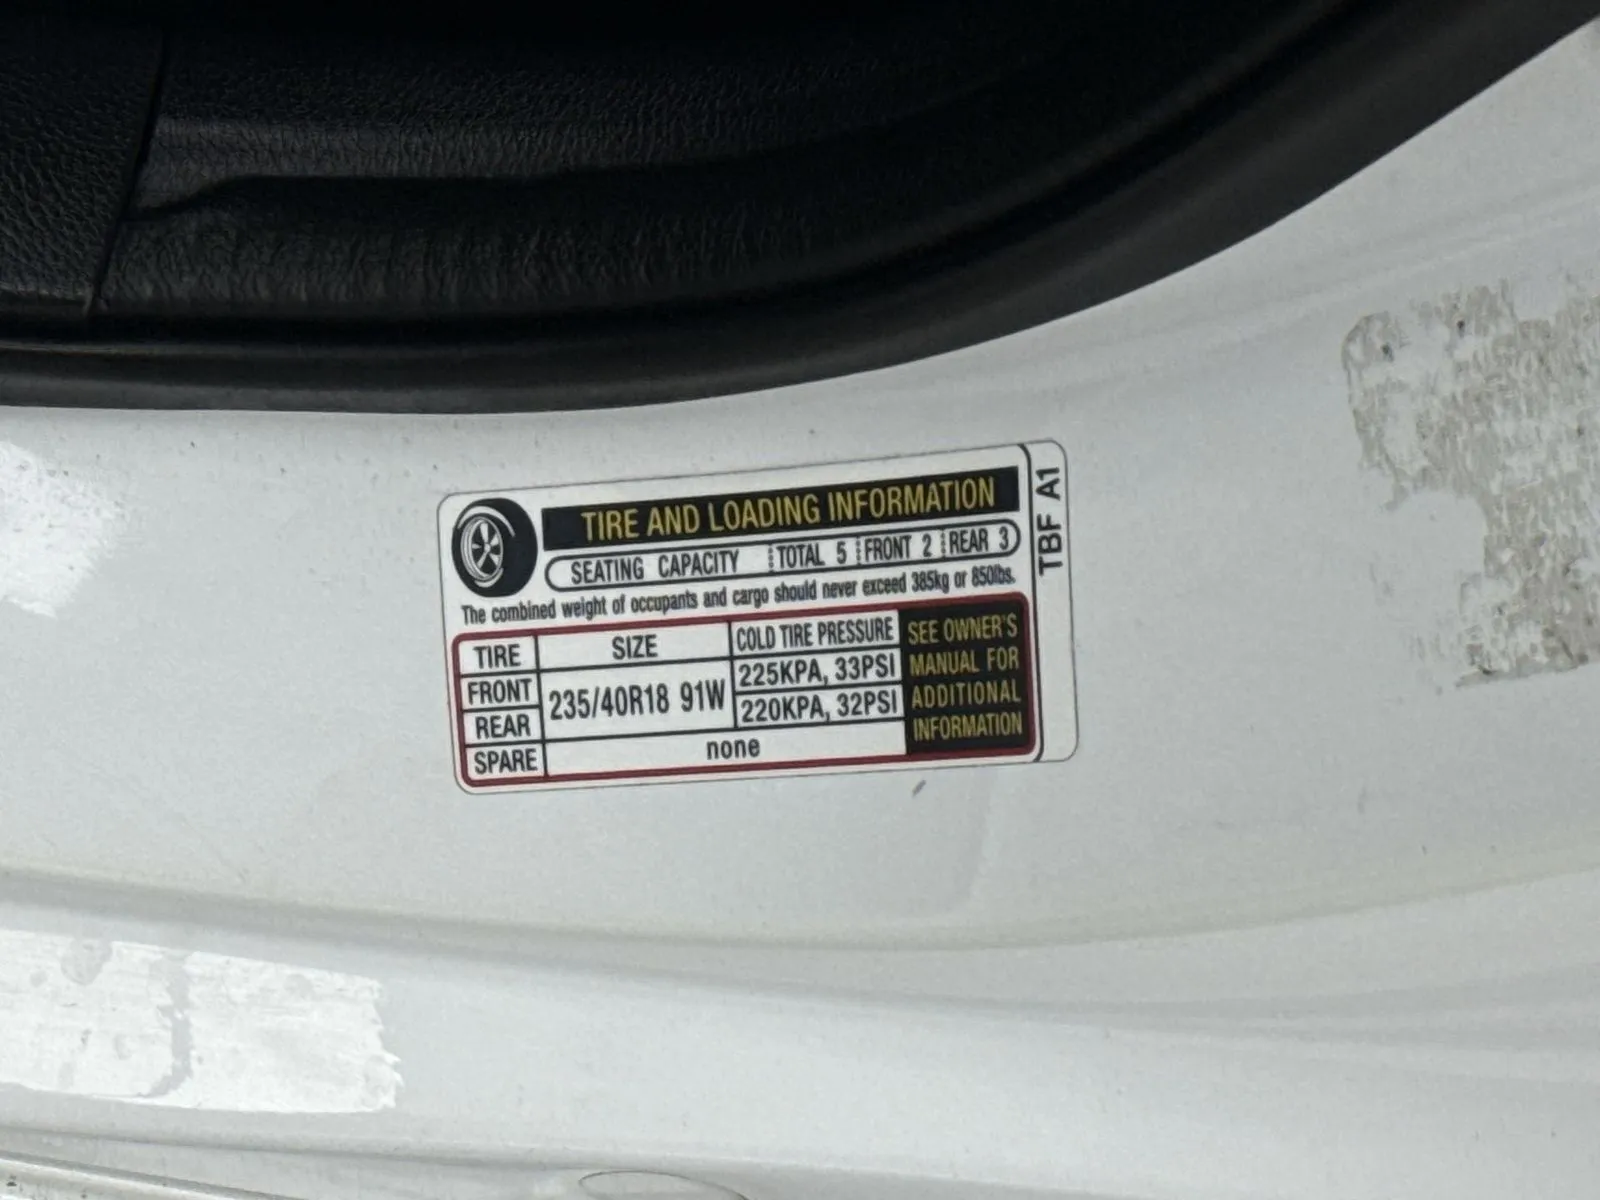 TIRE AND LOADING INFORMATION
SEATING CAPACITY TOTAL 5 FRONT 2 REAR 3
The combined weight of occupants and cargo should never exceed 385kg or 850lbs.
TIRE SIZE COLD TIRE PRESSURE
FRONT 235/40R18 91W 225KPA, 33PSI
REAR 220KPA, 32PSI
SPARE none
SEE OWNER'S
MANUAL FOR
ADDITIONAL
INFORMATION
TBF A1